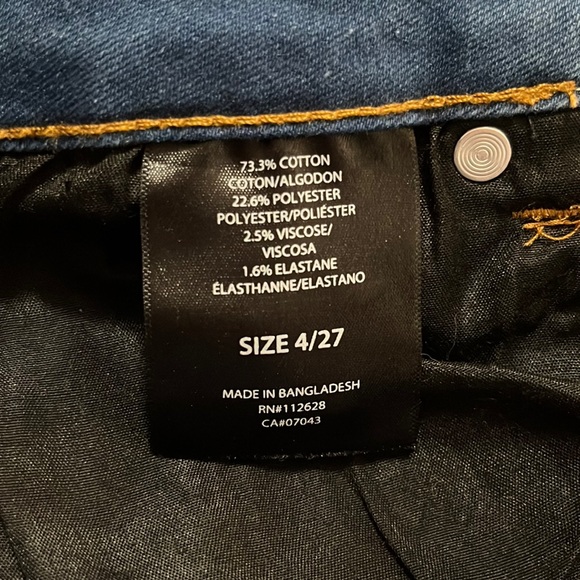 73.3% COTTON
COTON/ALGODON
22.6% POLYESTER
POLYESTER/POLIÉSTER
2.5% VISCOSE/
VISCOSA
1.6% ELASTANE
ÉLASTHANNE/ELASTANO
SIZE 4/27
MADE IN BANGLADESH
RN#112628
CA#07043